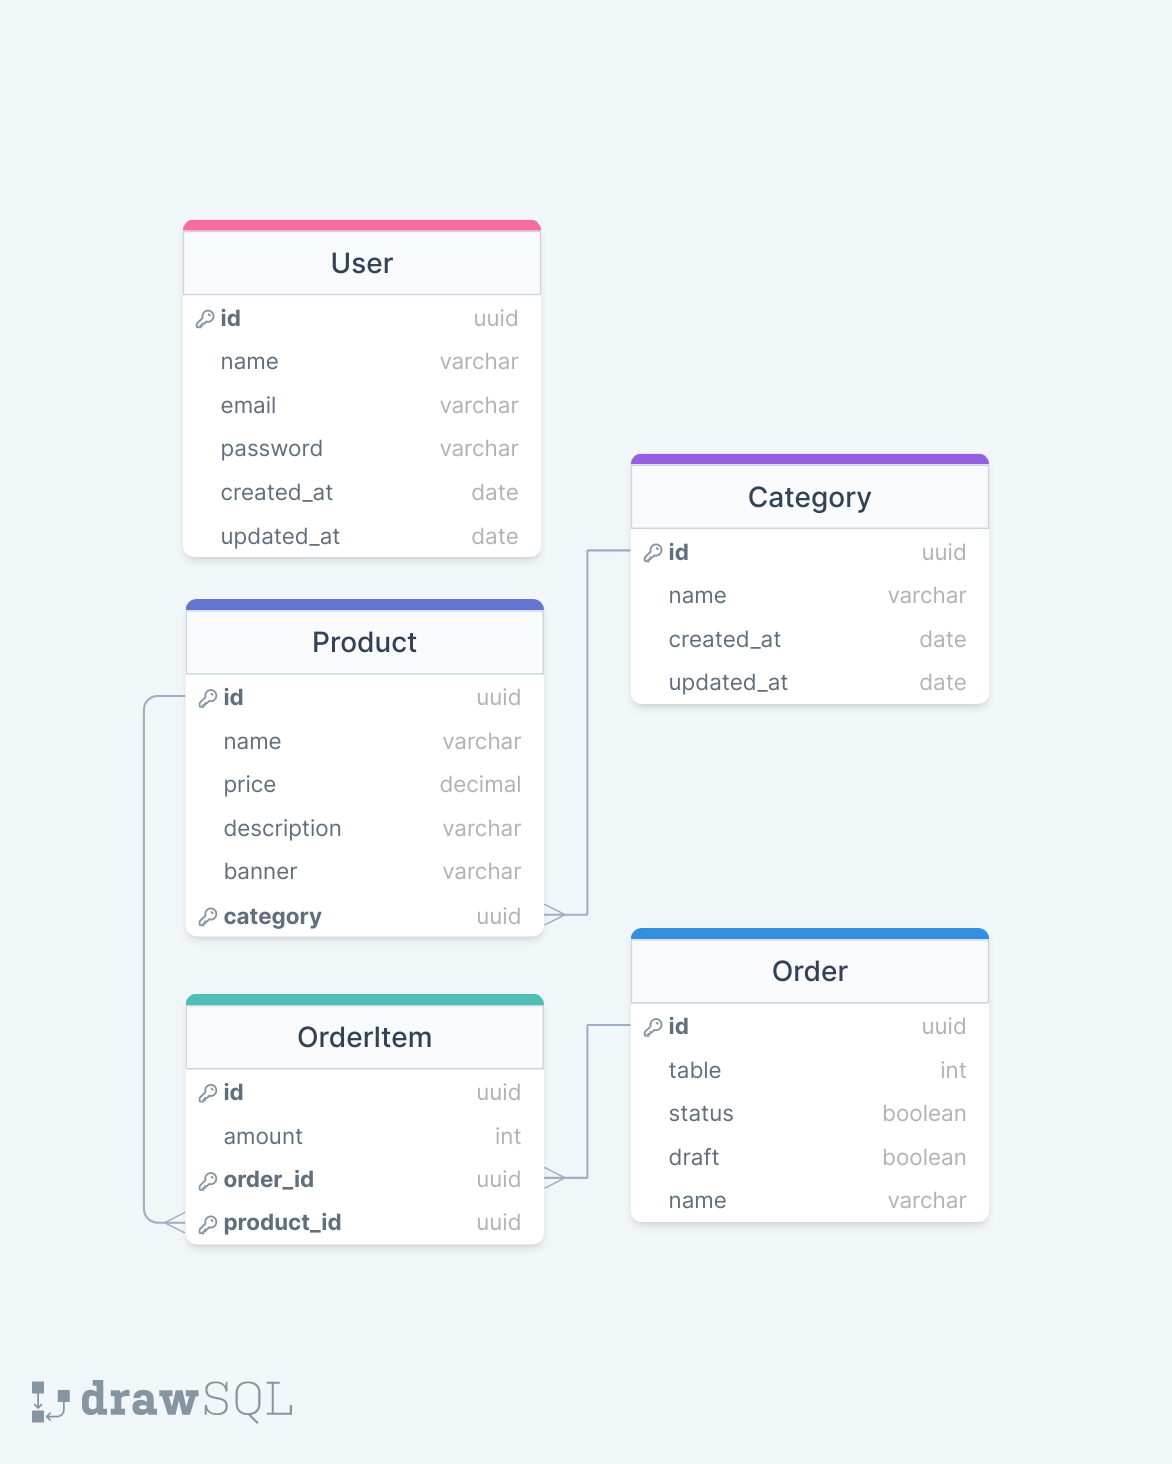 User
id uuid
name varchar
email varchar
password varchar
created_at date
updated_at date
Category
id uuid
name varchar
created_at date
updated_at date
Product
id uuid
name varchar
price decimal
description varchar
banner varchar
category uuid
Order
id uuid
table int
status boolean
draft boolean
name varchar
OrderItem
id uuid
amount int
order_id uuid
product_id uuid
drawSQL